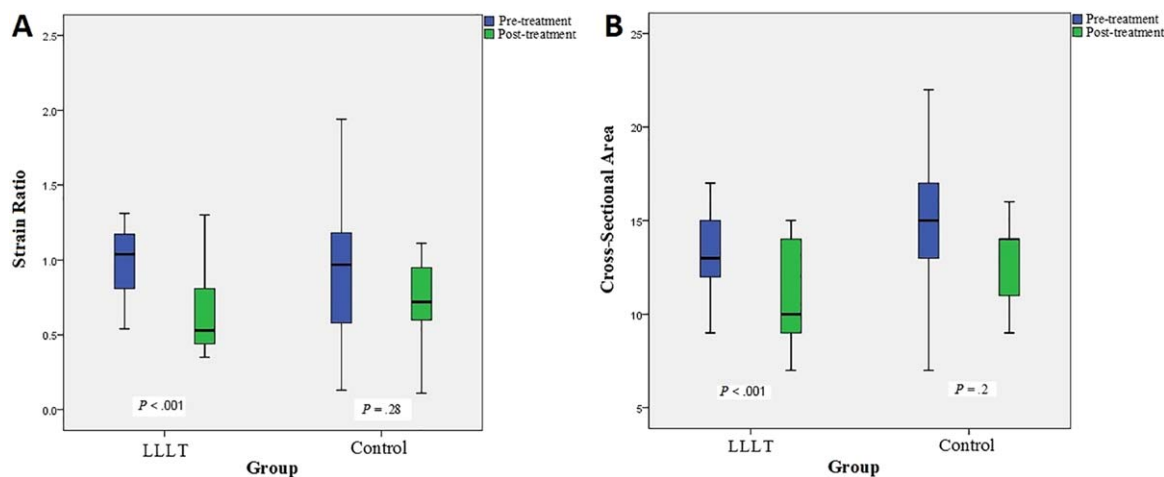 A
Pre-treatment
Post-treatment
2.5
2.0
1.5
1.0
0.5
0.0
Strain Ratio
P < .001
P = .28
LLLT
Control
Group
B
Pre-treatment
Post-treatment
25
20
15
10
5
Cross-Sectional Area
P < .001
P = .2
LLLT
Control
Group